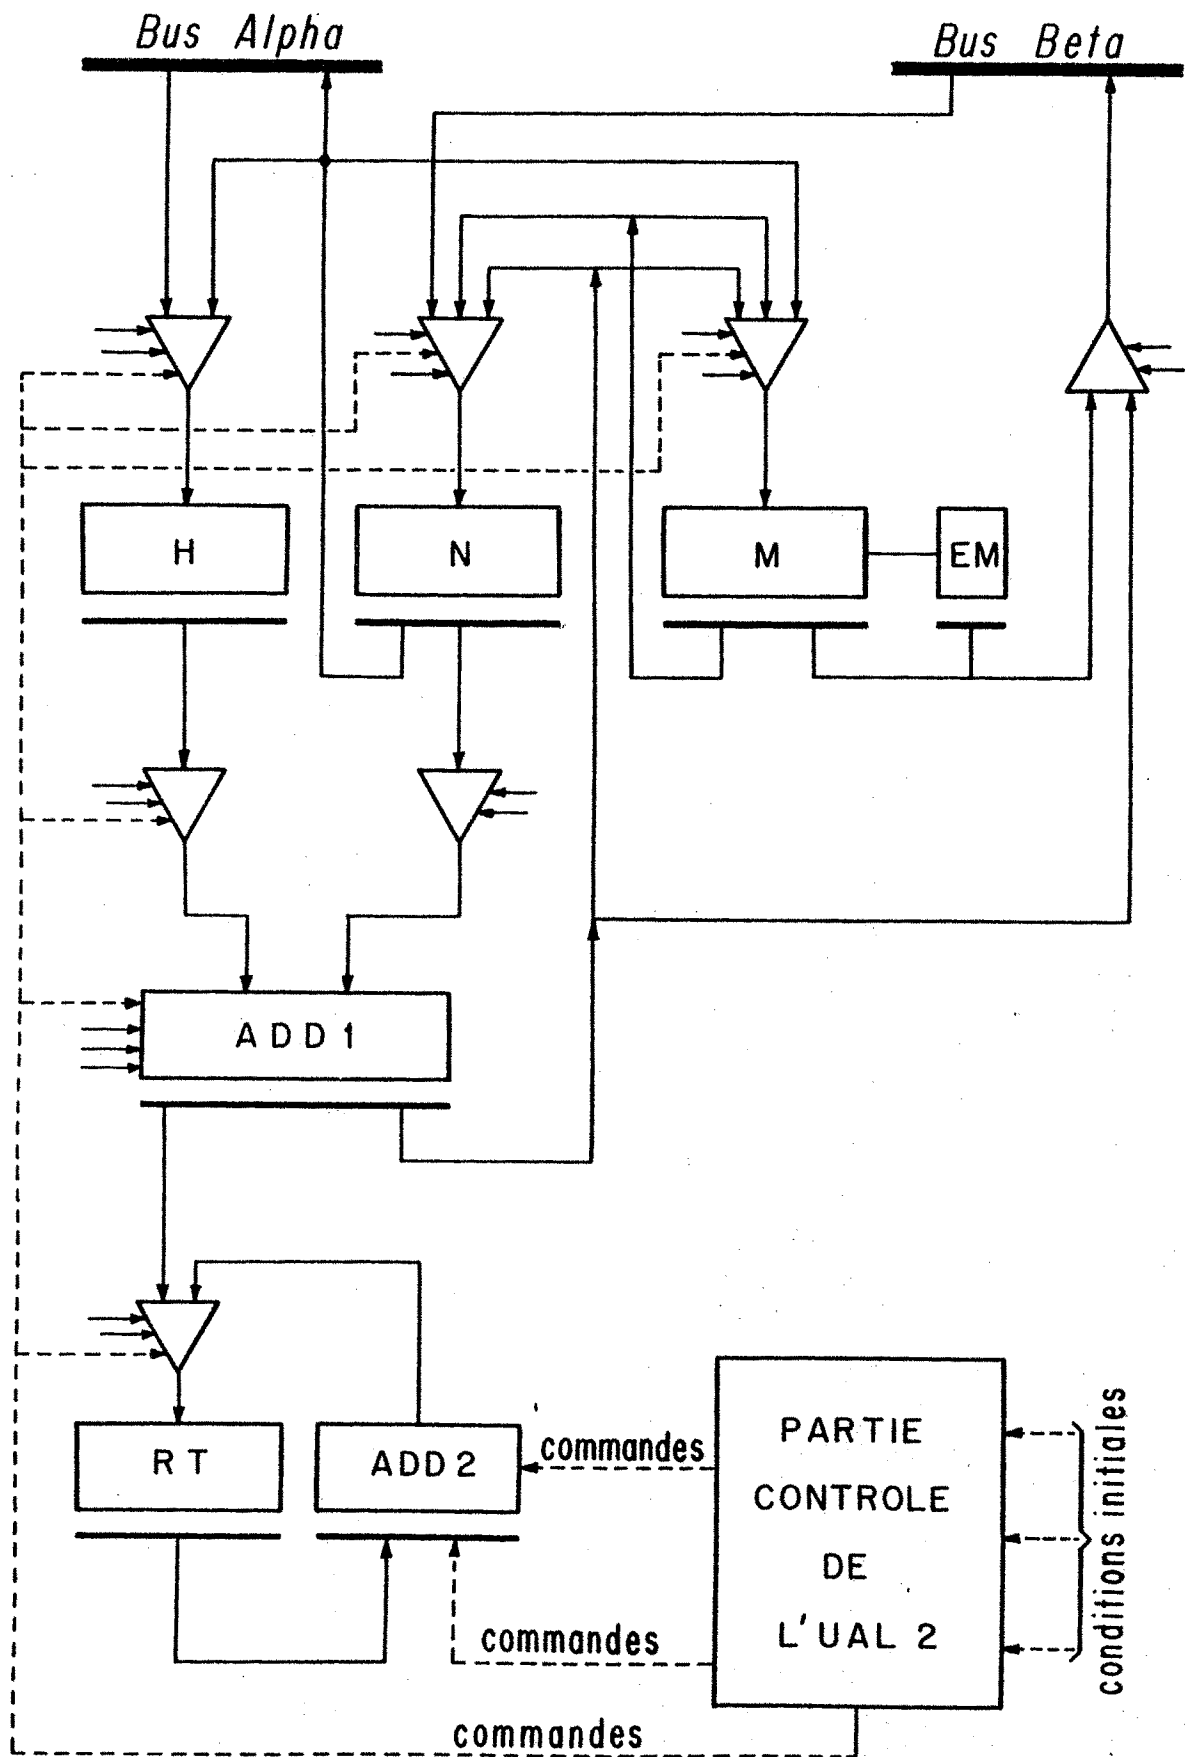 Bus Alpha
Bus Beta
H
N
M
EM
ADD1
RT
ADD2
commandes
PARTIE
CONTROLE
DE
L'UAL 2
conditions initiales
commandes
commandes